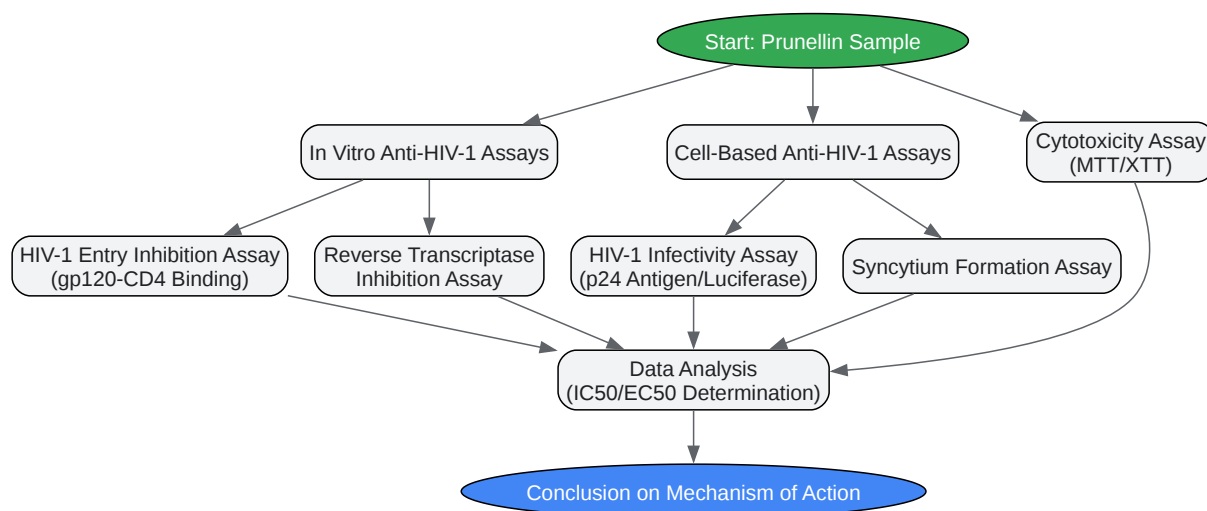 Start: Prunellin Sample
In Vitro Anti-HIV-1 Assays
Cell-Based Anti-HIV-1 Assays
Cytotoxicity Assay
(MTT/XTT)
HIV-1 Entry Inhibition Assay
(gp120-CD4 Binding)
Reverse Transcriptase
Inhibition Assay
HIV-1 Infectivity Assay
(p24 Antigen/Luciferase)
Syncytium Formation Assay
Data Analysis
(IC50/EC50 Determination)
Conclusion on Mechanism of Action